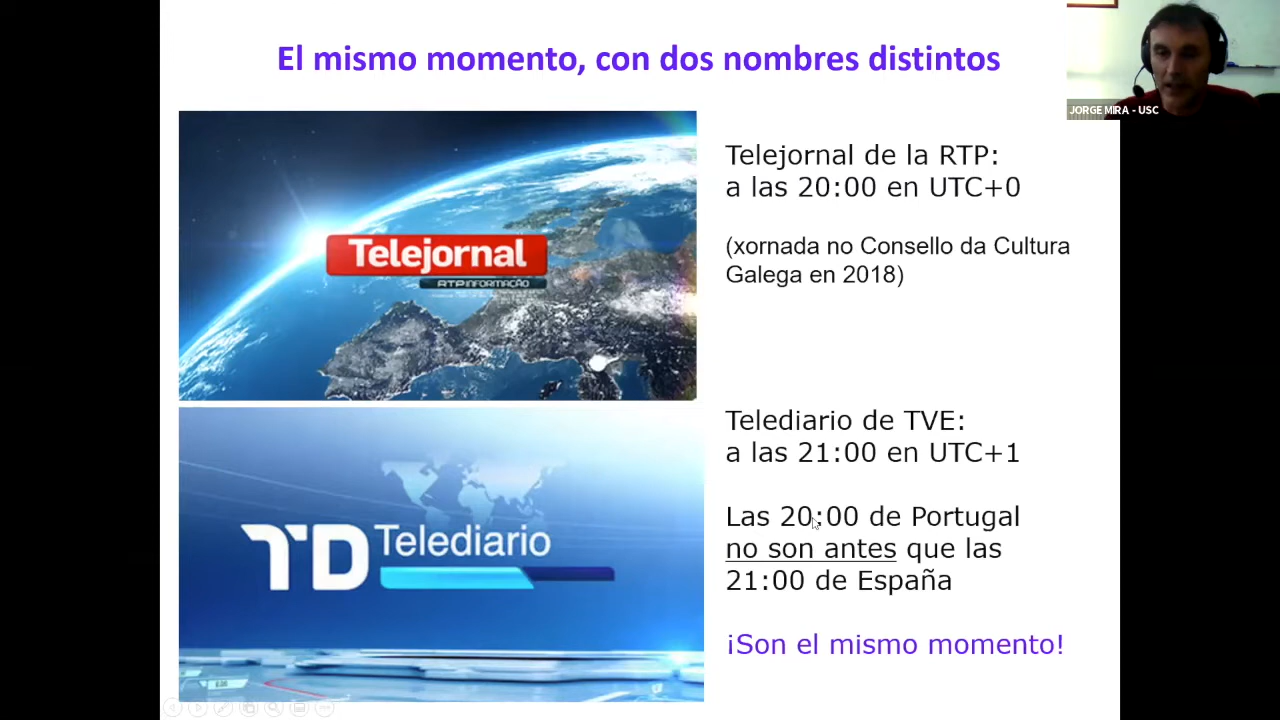 El mismo momento, con dos nombres distintos
JORGE MIRA - USC
Telejornal
RTP INFORMAÇÃO
Telejornal de la RTP:
a las 20:00 en UTC+0
(xornada no Consello da Cultura
Galega en 2018)
TD Telediario
Telediario de TVE:
a las 21:00 en UTC+1
Las 20:00 de Portugal
no son antes que las
21:00 de España
¡Son el mismo momento!